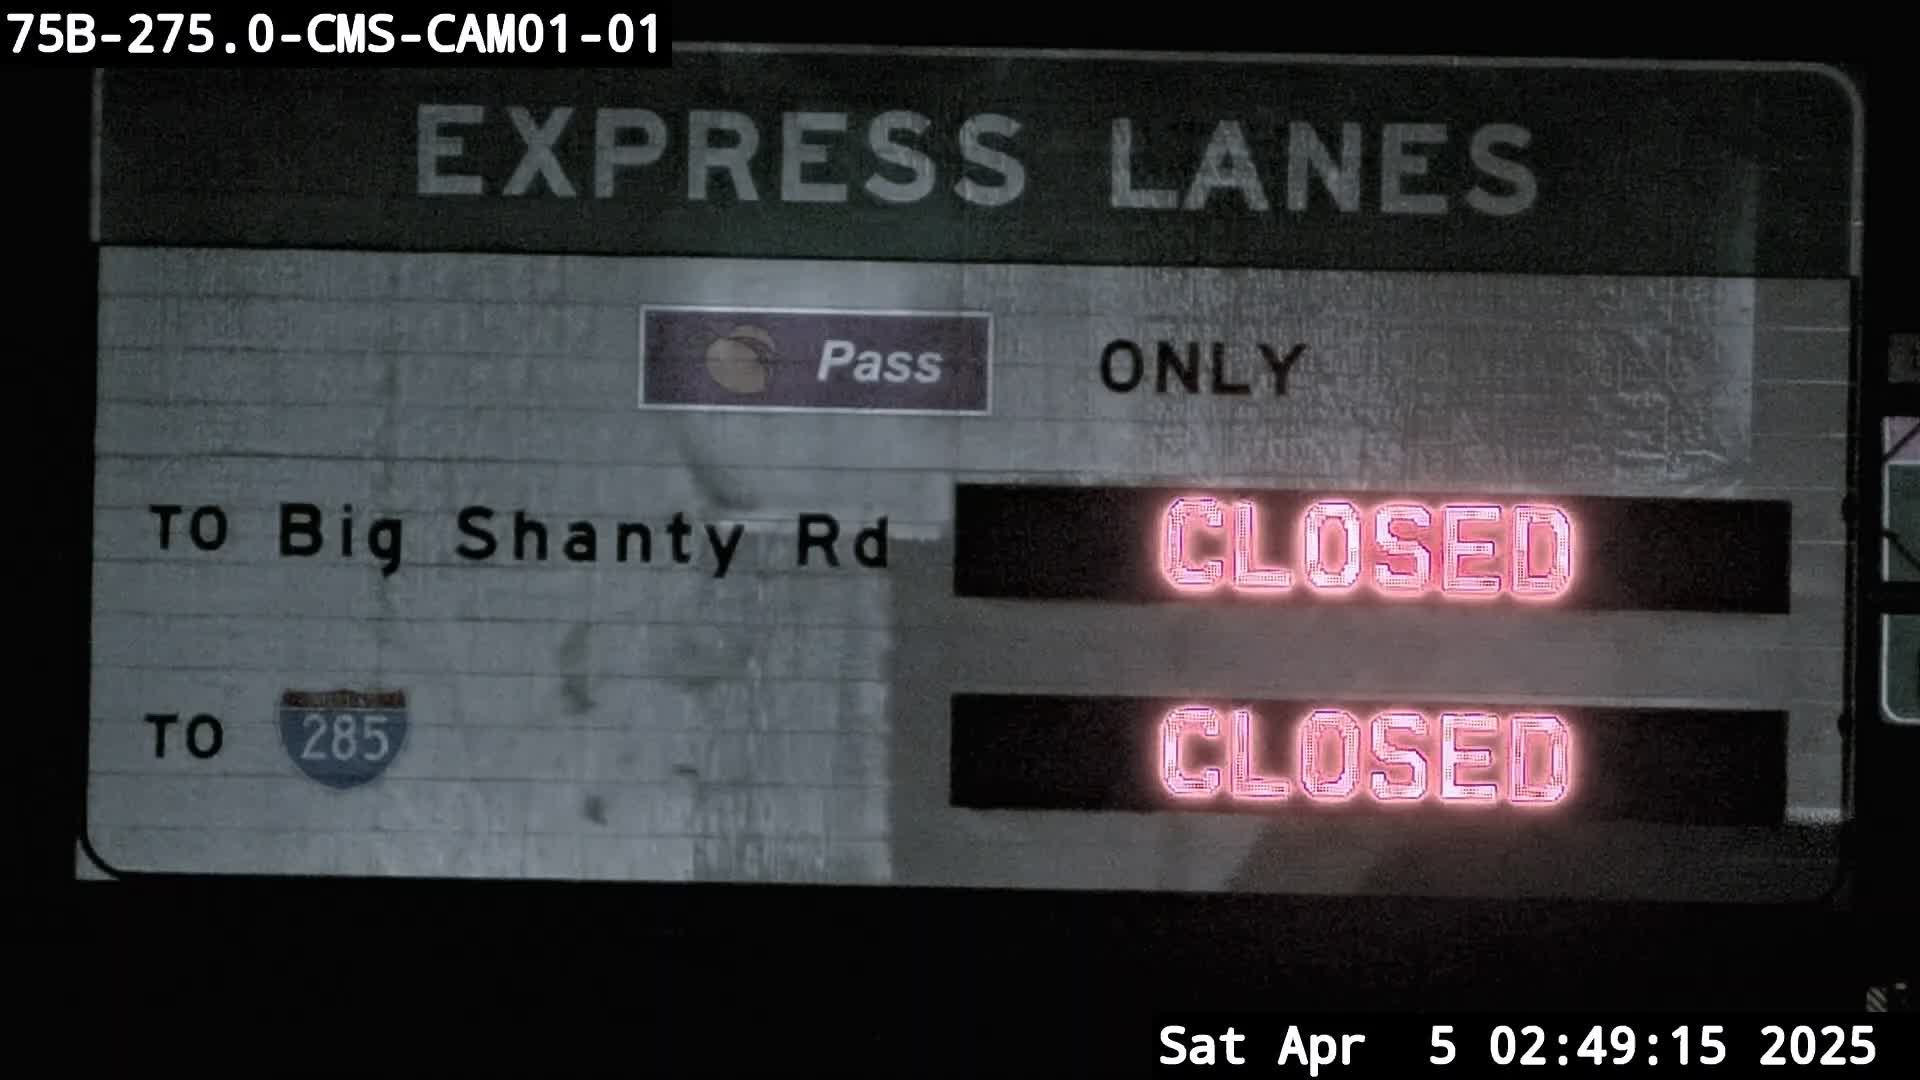 75B-275.0-CMS-CAM01-01
EXPRESS LANES
Pass ONLY
TO Big Shanty Rd CLOSED
TO 285 CLOSED
Sat Apr 5 02:49:15 2025